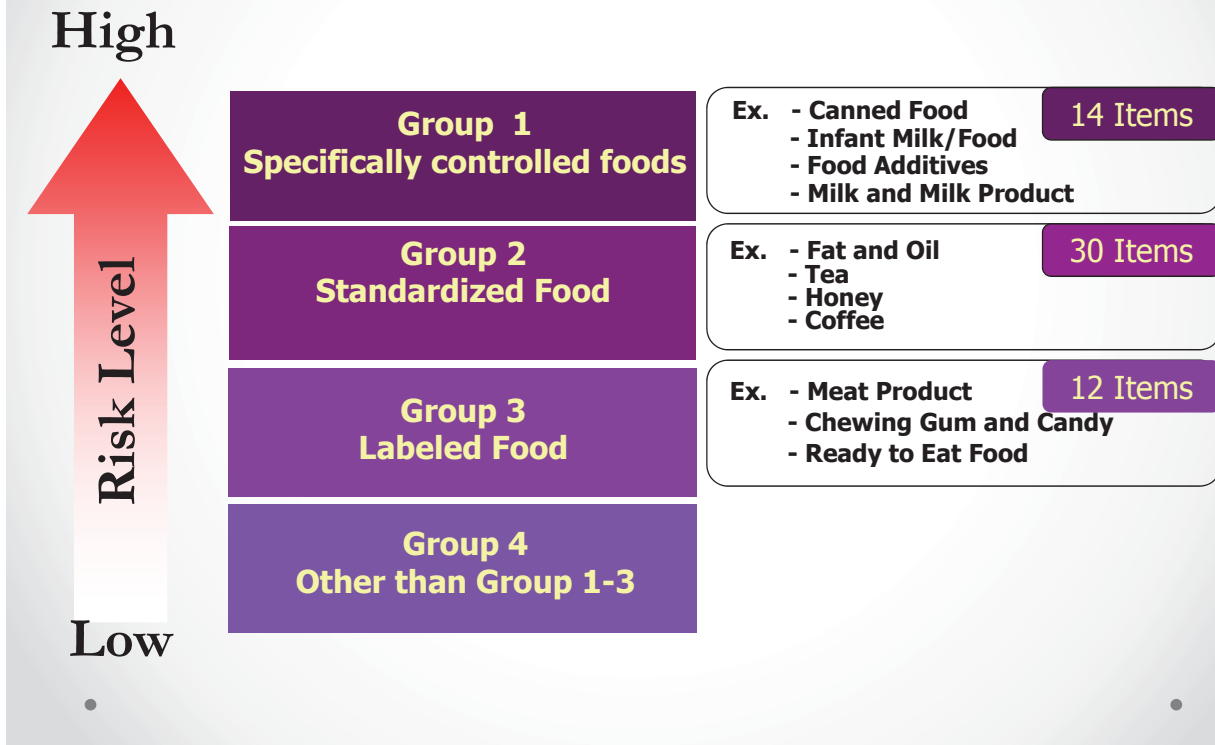 High
Risk Level
Low
Group 1
Specifically controlled foods
Ex. - Canned Food
- Infant Milk/Food
- Food Additives
- Milk and Milk Product
14 Items
Group 2
Standardized Food
Ex. - Fat and Oil
- Tea
- Honey
- Coffee
30 Items
Group 3
Labeled Food
Ex. - Meat Product
- Chewing Gum and Candy
- Ready to Eat Food
12 Items
Group 4
Other than Group 1-3